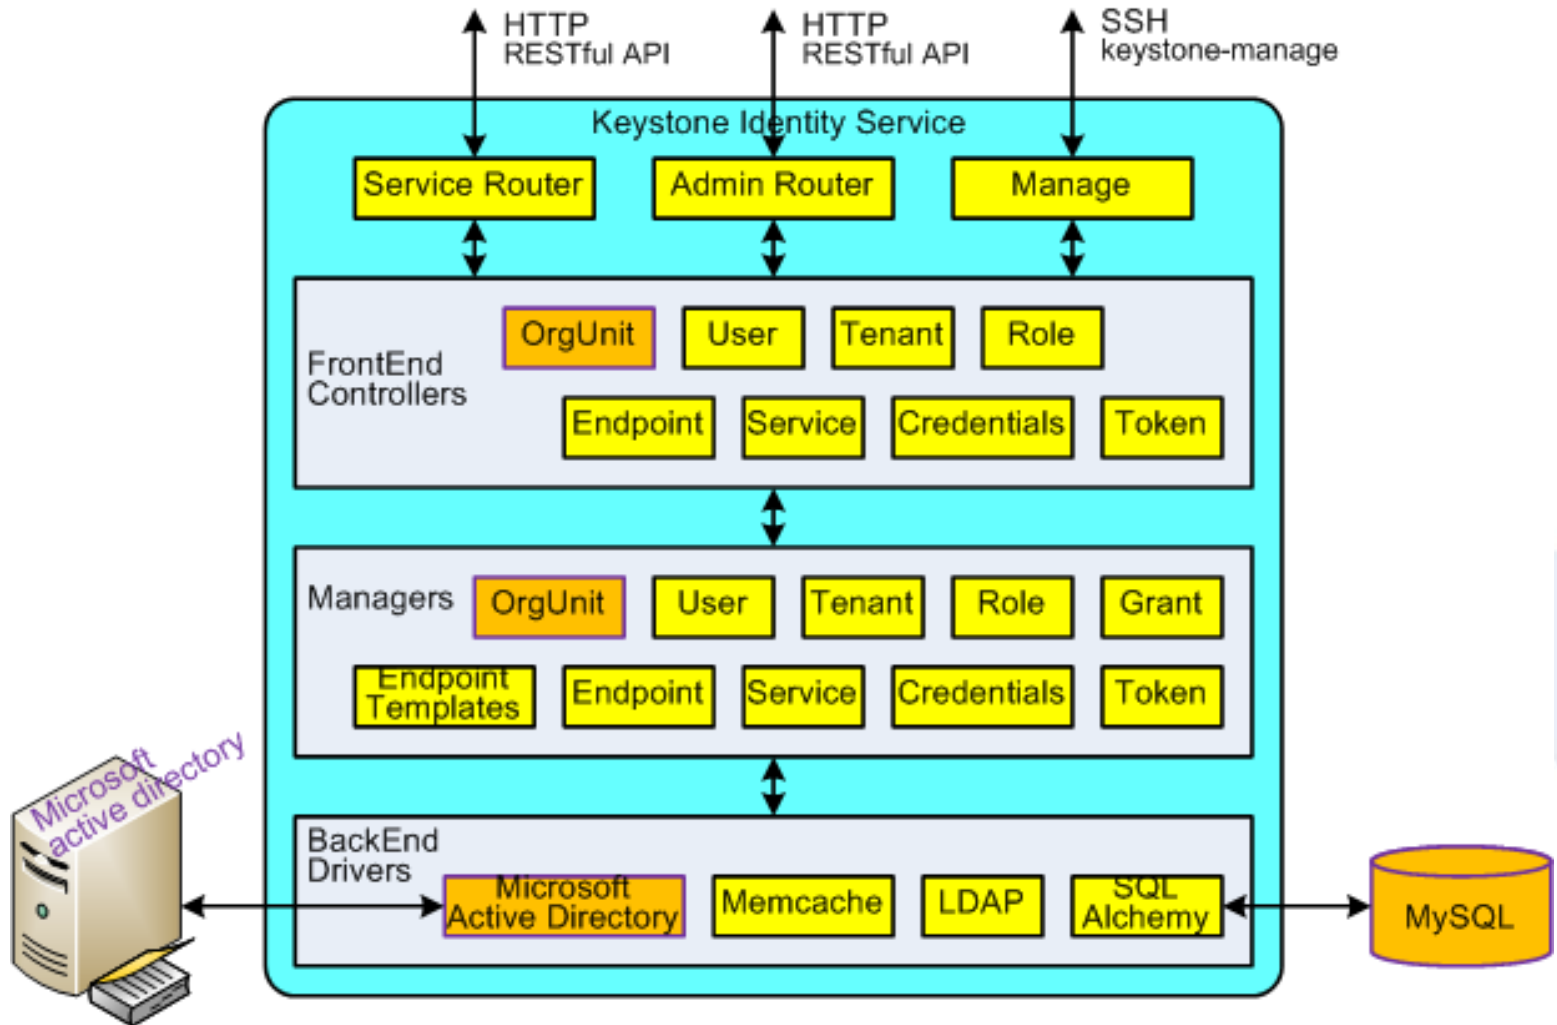 HTTP
RESTful API
HTTP
RESTful API
SSH
keystone-manage
Keystone Identity Service
Service Router
Admin Router
Manage
FrontEnd
Controllers
OrgUnit
User
Tenant
Role
Endpoint
Service
Credentials
Token
Managers
OrgUnit
User
Tenant
Role
Grant
Endpoint
Templates
Endpoint
Service
Credentials
Token
Microsoft
active directory
BackEnd
Drivers
Microsoft
Active Directory
Memcache
LDAP
SQL
Alchemy
MySQL